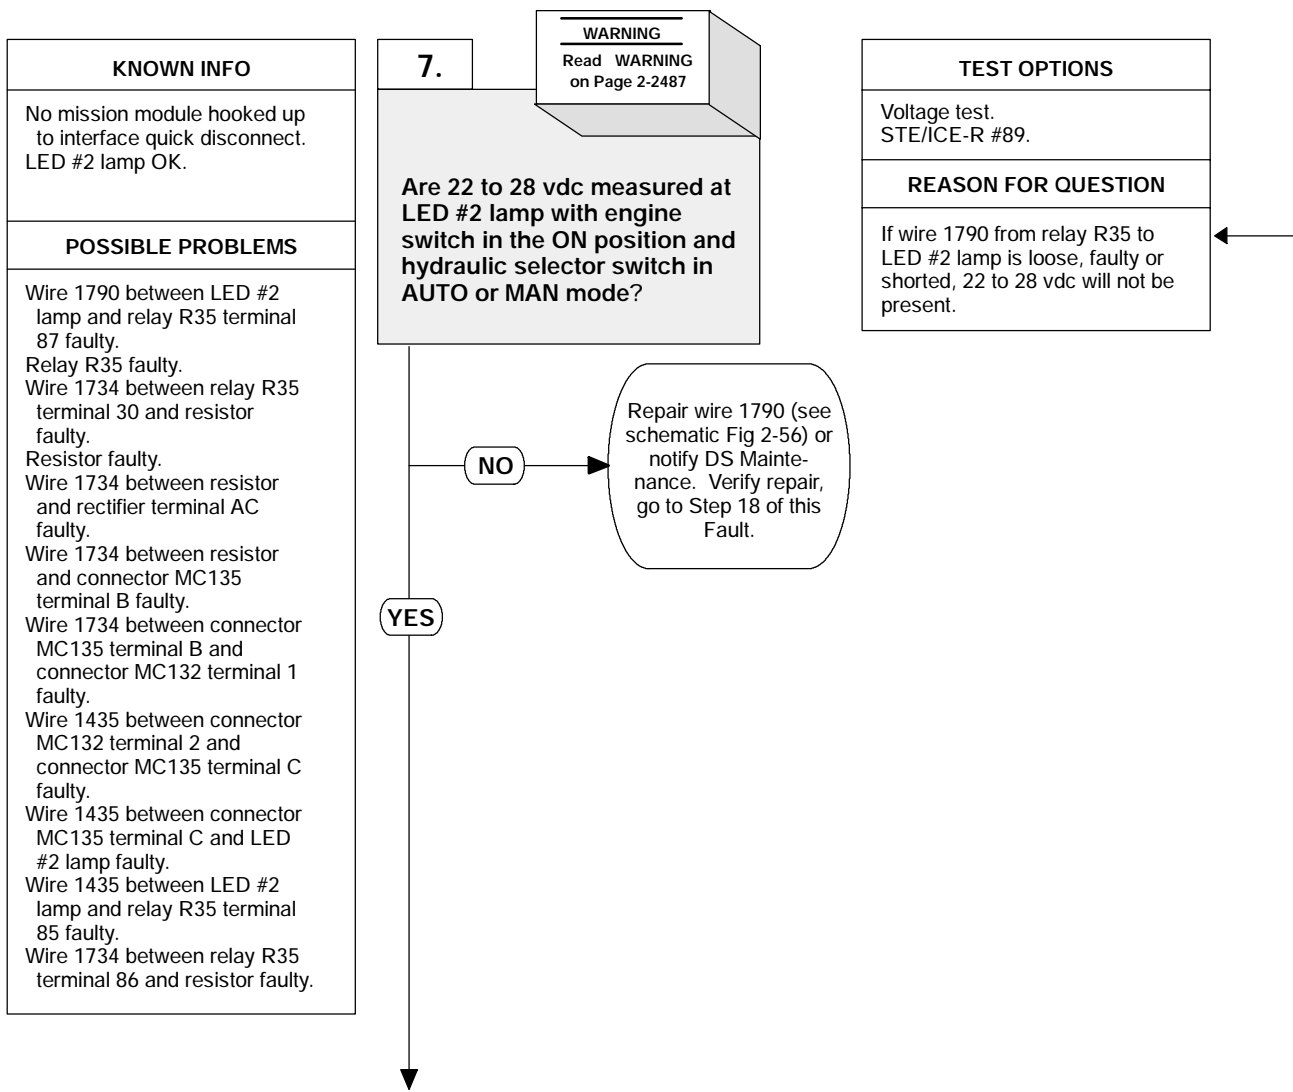 KNOWN INFO
No mission module hooked up
to interface quick disconnect.
LED #2 lamp OK.
POSSIBLE PROBLEMS
Wire 1790 between LED #2
lamp and relay R35 terminal
87 faulty.
Relay R35 faulty.
Wire 1734 between relay R35
terminal 30 and resistor
faulty.
Resistor faulty.
Wire 1734 between resistor
and rectifier terminal AC
faulty.
Wire 1734 between resistor
and connector MC135
terminal B faulty.
Wire 1734 between connector
MC135 terminal B and
connector MC132 terminal 1
faulty.
Wire 1435 between connector
MC132 terminal 2 and
connector MC135 terminal C
faulty.
Wire 1435 between connector
MC135 terminal C and LED
#2 lamp faulty.
Wire 1435 between LED #2
lamp and relay R35 terminal
85 faulty.
Wire 1734 between relay R35
terminal 86 and resistor faulty.
7.
WARNING
Read WARNING
on Page 2-2487
Are 22 to 28 vdc measured at
LED #2 lamp with engine
switch in the ON position and
hydraulic selector switch in
AUTO or MAN mode?
NO
Repair wire 1790 (see
schematic Fig 2-56) or
notify DS Mainte-
nance. Verify repair,
go to Step 18 of this
Fault.
YES
TEST OPTIONS
Voltage test.
STE/ICE-R #89.
REASON FOR QUESTION
If wire 1790 from relay R35 to
LED #2 lamp is loose, faulty or
shorted, 22 to 28 vdc will not be
present.